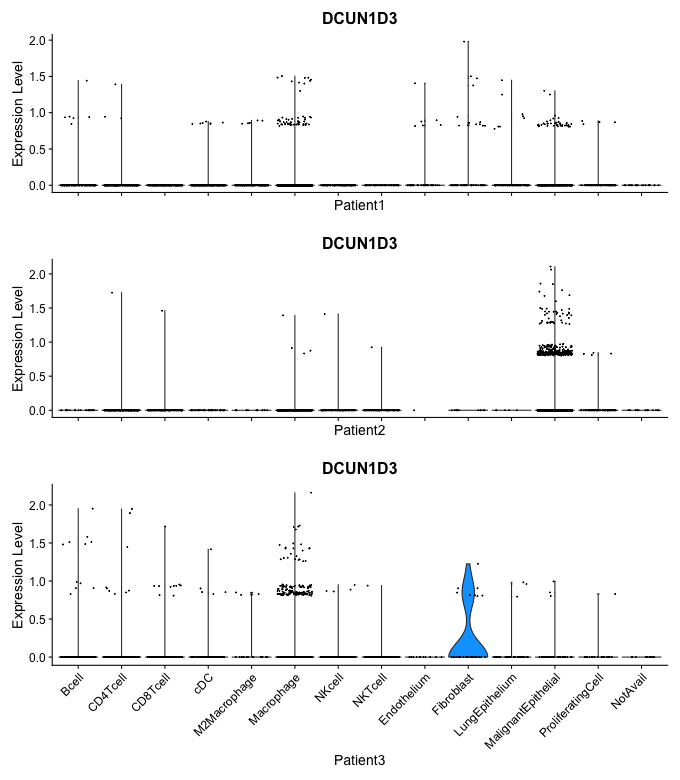 DCUN1D3
Expression Level
2.0
1.5
1.0
0.5
0.0
Patient1
DCUN1D3
Expression Level
2.0
1.5
1.0
0.5
0.0
Patient2
DCUN1D3
Expression Level
2.0
1.5
1.0
0.5
0.0
Bcell
CD4Tcell
CD8Tcell
cDC
M2Macrophage
Macrophage
NKcell
NKTcell
Endothelium
Fibroblast
LungEpithelium
MalignantEpithelial
ProliferatingCell
NotAvail
Patient3